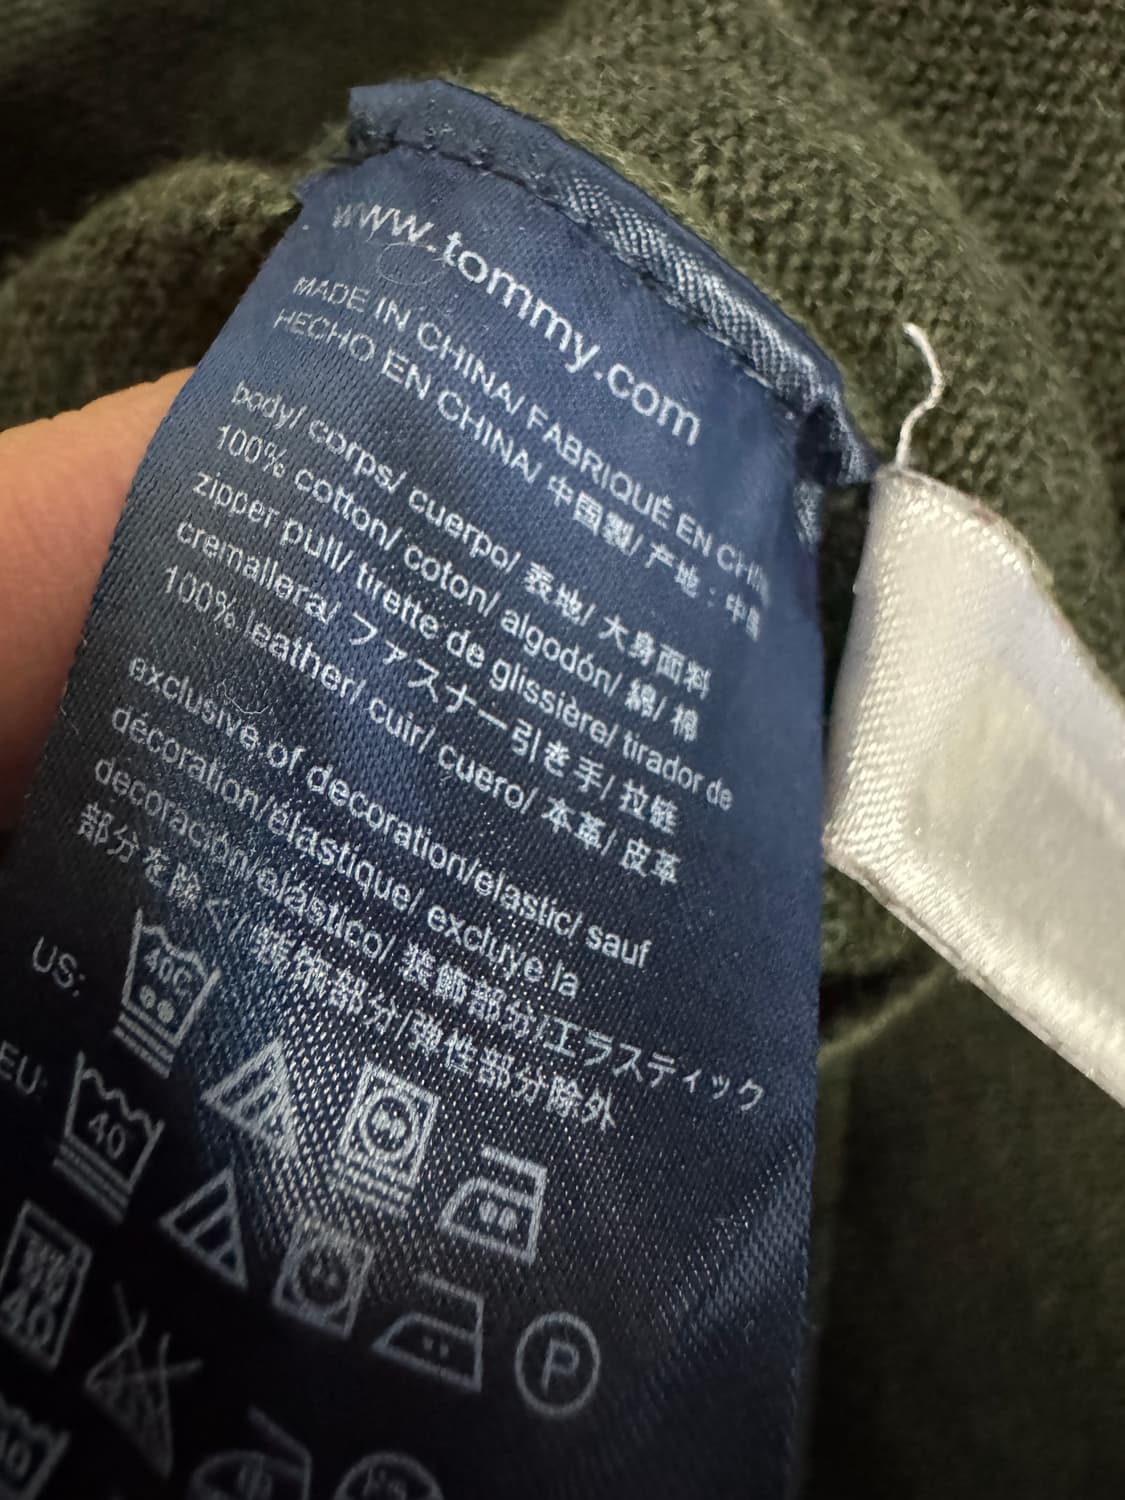 www.tommy.com
MADE IN CHINA/ FABRIQUÉ EN CHIN
HECHO EN CHINA/ 中国製/ 产地：中国
body/ corps/ cuerpo/ 表地/ 大身面料
100% cotton/ coton/ algodón/ 綿/ 棉
zipper pull/ tirette de glissière/ tirador de
cremallera/ ファスナー引き手/ 拉链
100% leather/ cuir/ cuero/ 本革/ 皮革
exclusive of decoration/elastic/ sauf
décoration/élastique/ excluye la
decoración/elástico/ 装飾部分/エラスティック
部分を除く/ 装饰部分/弹性部分除外
US:
40C
EU:
40
P
40